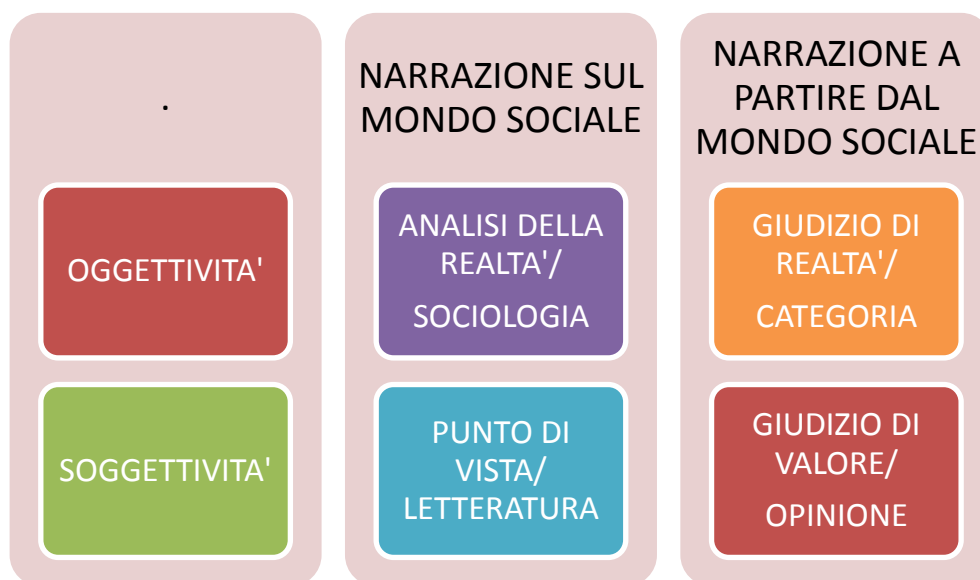 .
OGGETTIVITA'
SOGGETTIVITA'
NARRAZIONE SUL
MONDO SOCIALE
ANALISI DELLA
REALTA'/
SOCIOLOGIA
PUNTO DI
VISTA/
LETTERATURA
NARRAZIONE A
PARTIRE DAL
MONDO SOCIALE
GIUDIZIO DI
REALTA'/
CATEGORIA
GIUDIZIO DI
VALORE/
OPINIONE